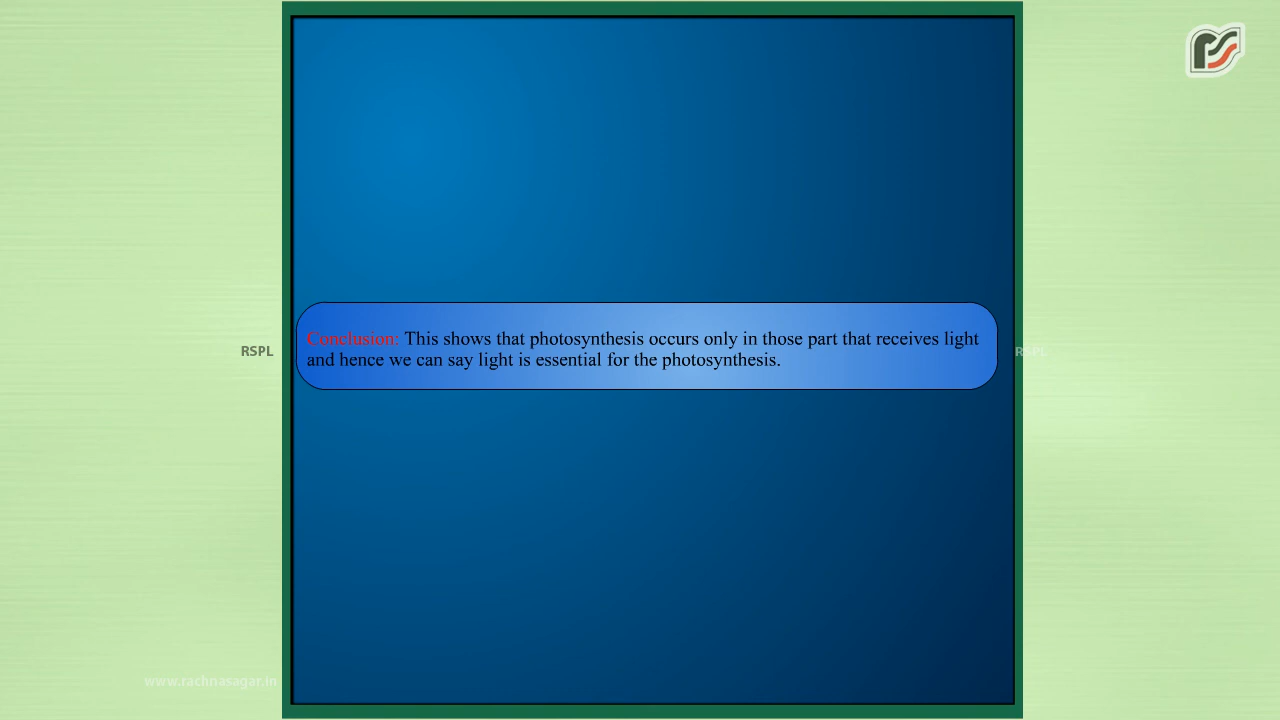 Conclusion: This shows that photosynthesis occurs only in those part that receives light
and hence we can say light is essential for the photosynthesis.
RSPL
RSPL
www.rachnasagar.in